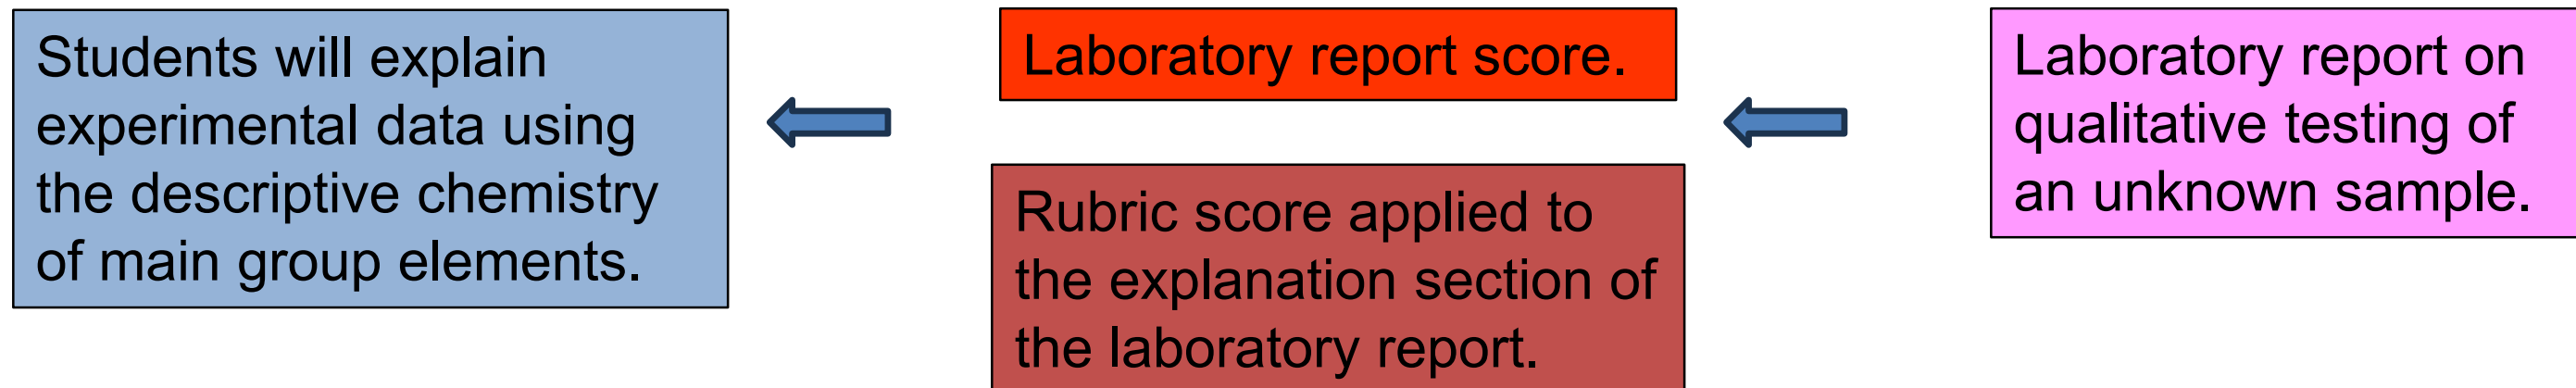 Students will explain
experimental data using
the descriptive chemistry
of main group elements.
Laboratory report score.
Rubric score applied to
the explanation section of
the laboratory report.
Laboratory report on
qualitative testing of
an unknown sample.